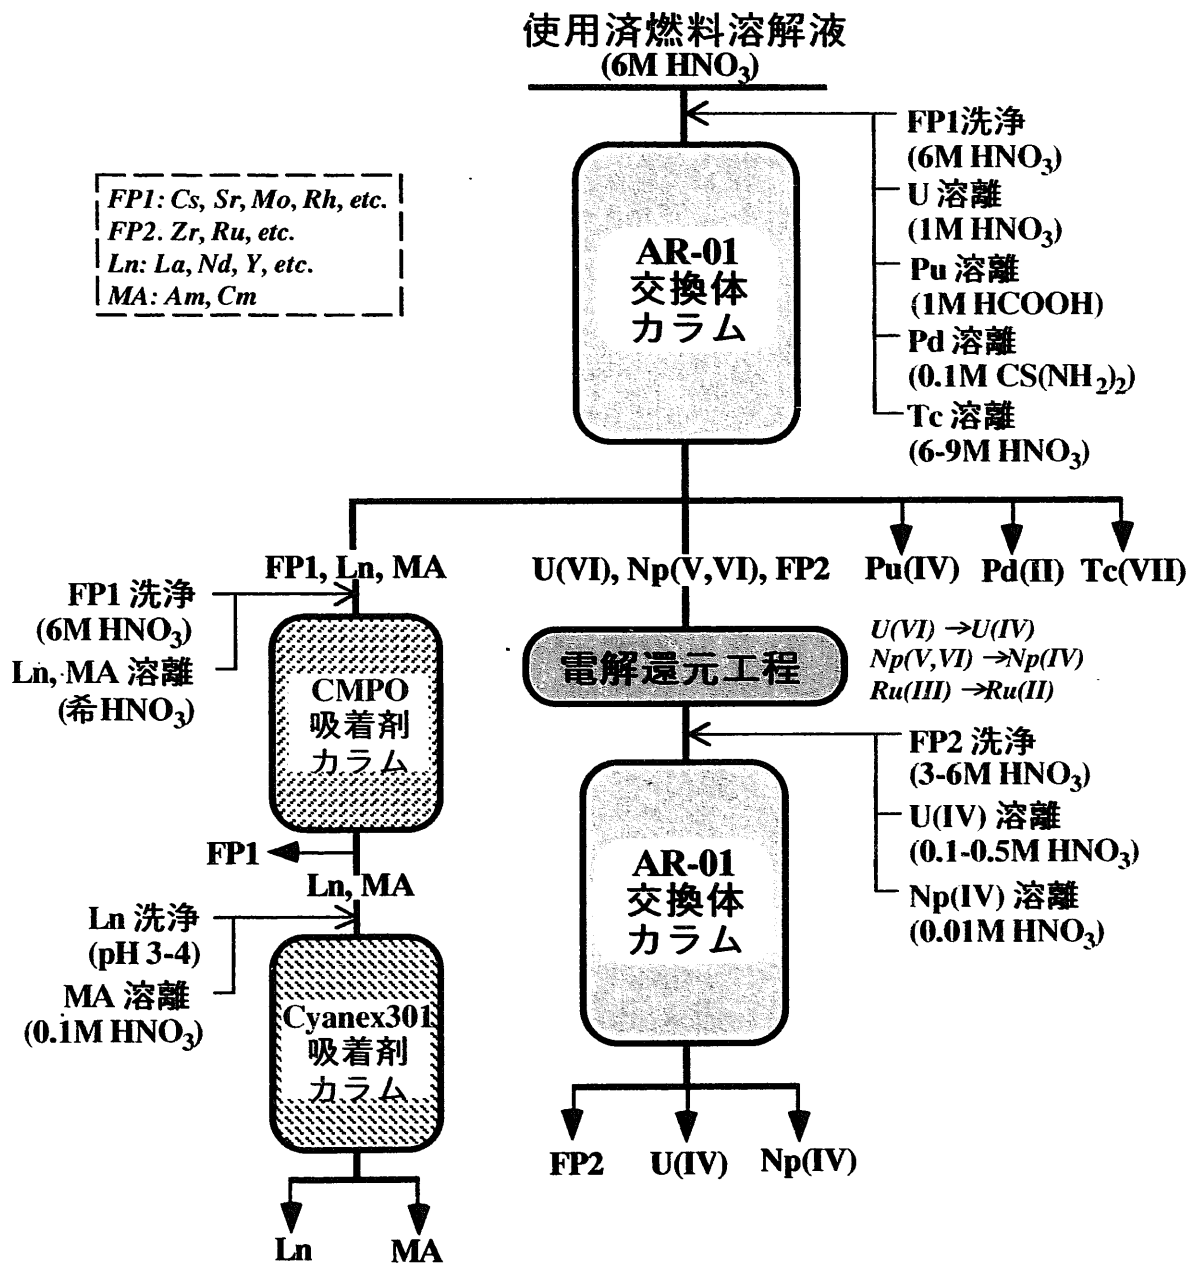 使用済燃料溶解液
(6M HNO₃)
FP1洗浄
(6M HNO₃)
U 溶離
(1M HNO₃)
Pu 溶離
(1M HCOOH)
Pd 溶離
(0.1M CS(NH₂)₂)
Tc 溶離
(6-9M HNO₃)
FP1: Cs, Sr, Mo, Rh, etc.
FP2. Zr, Ru, etc.
Ln: La, Nd, Y, etc.
MA: Am, Cm
AR-01
交換体
カラム
FP1, Ln, MA
U(VI), Np(V,VI), FP2
Pu(IV)
Pd(II)
Tc(VII)
FP1 洗浄
(6M HNO₃)
Ln, MA 溶離
(希HNO₃)
CMPO
吸着剤
カラム
電解還元工程
U(VI) →U(IV)
Np(V,VI) →Np(IV)
Ru(III) →Ru(II)
FP2 洗浄
(3-6M HNO₃)
U(IV) 溶離
(0.1-0.5M HNO₃)
Np(IV) 溶離
(0.01M HNO₃)
AR-01
交換体
カラム
FP1
Ln, MA
Ln 洗浄
(pH 3-4)
MA 溶離
(0.1M HNO₃)
Cyanex301
吸着剤
カラム
FP2
U(IV)
Np(IV)
Ln
MA